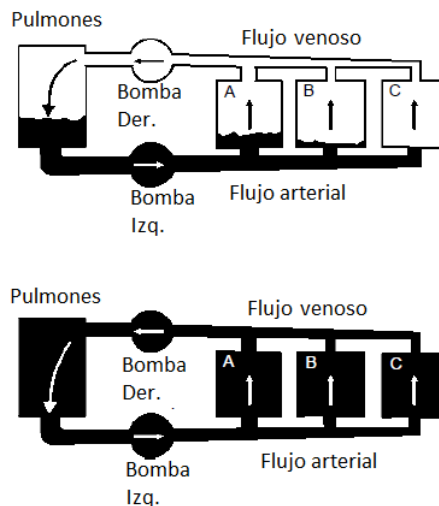 Pulmones
Flujo venoso
Bomba
Der.
A
B
C
Bomba
Izq.
Flujo arterial
Pulmones
Flujo venoso
Bomba
Der.
A
B
C
Bomba
Izq.
Flujo arterial